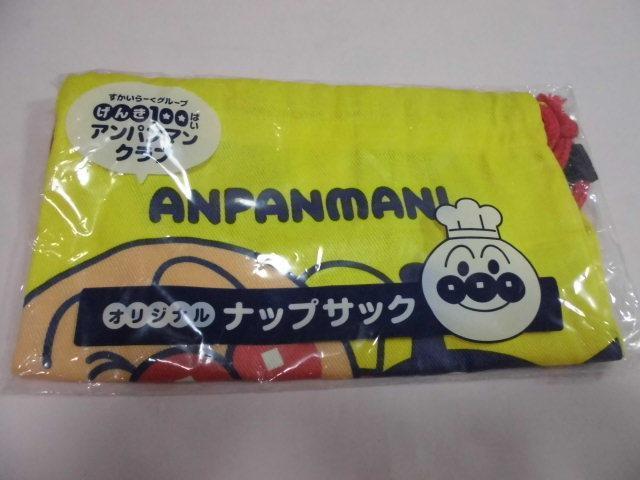 すかいらーくグループ
げんき100ばい
アンパンマン
クラブ
ANPANMAN!
オリジナル ナップサック